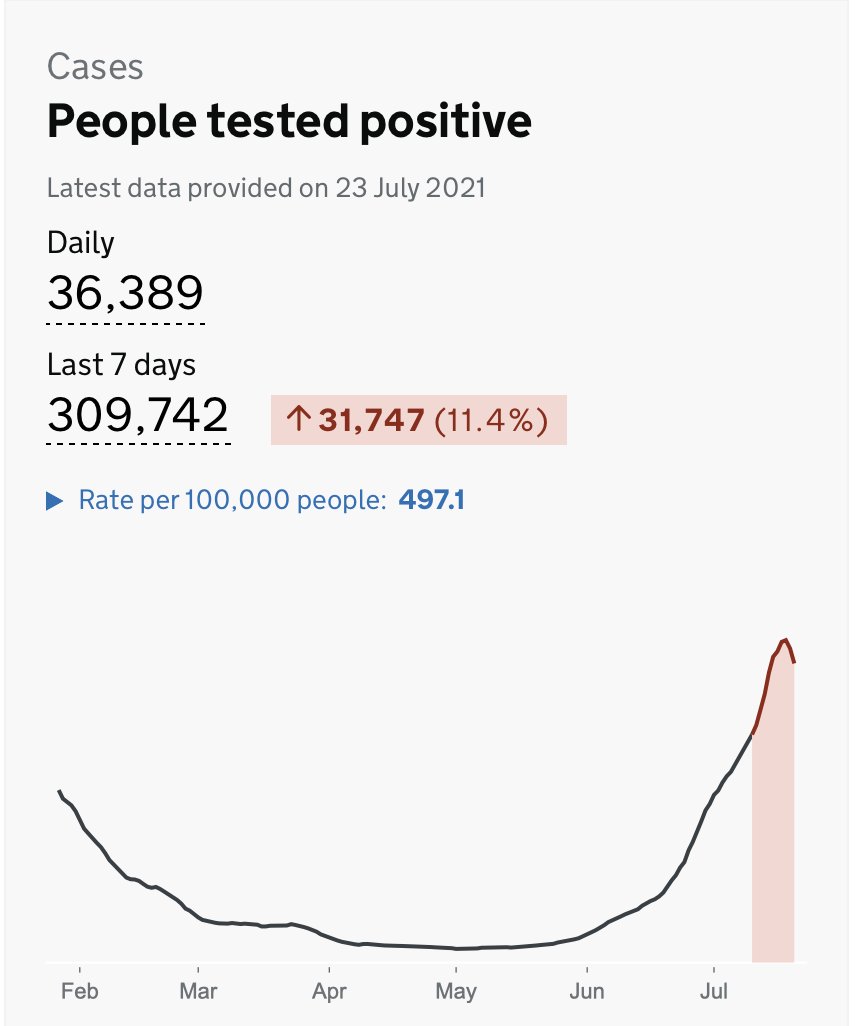 Cases
People tested positive
Latest data provided on 23 July 2021
Daily
36,389
Last 7 days
309,742 ↑ 31,747 (11.4%)
► Rate per 100,000 people: 497.1
Feb Mar Apr May Jun Jul